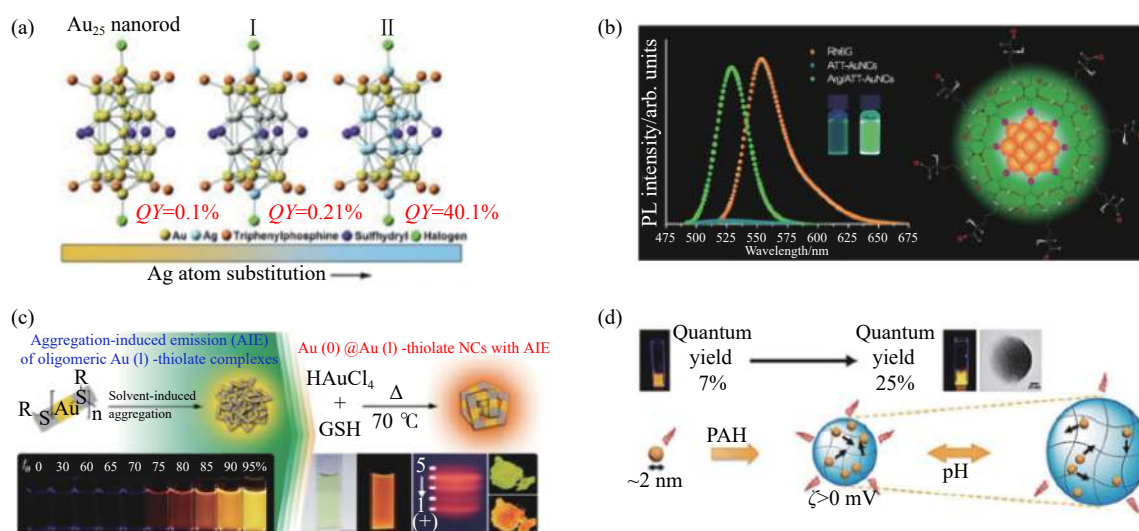 (a)
Au25 nanorod
I
II
QY=0.1%
QY=0.21%
QY=40.1%
Au Ag Triphenylphosphine Sulfhydryl Halogen
Ag atom substitution
(b)
PL intensity/arb. units
Rh6G
ATT-AuNCs
Arg/ATT-AuNCs
475 500 525 550 575 600 625 650 675
Wavelength/nm
(c)
Aggregation-induced emission (AIE)
of oligomeric Au (l) -thiolate complexes
R
S
R S Au n
Solvent-induced
aggregation
0 30 60 65 70 75 80 85 90 95%
Au (0) @Au (l) -thiolate NCs with AIE
HAuCl4
+
GSH
Δ
70 °C
5
1
(+)
(d)
Quantum
yield
7%
Quantum
yield
25%
~2 nm
PAH
ζ>0 mV
pH